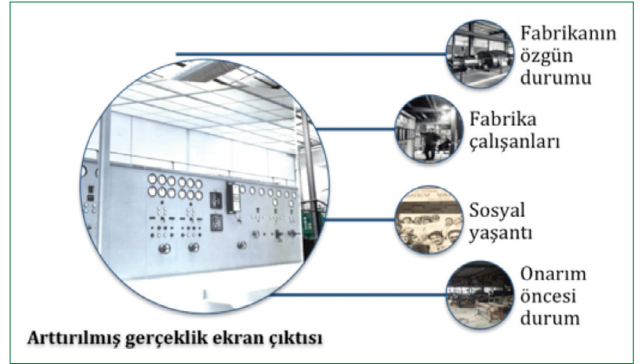 Fabrikanın
özgün
durumu
Fabrika
çalışanları
Sosyal
yaşantı
Onarım
öncesi
durum
Arttırılmış gerçeklik ekran çıktısı